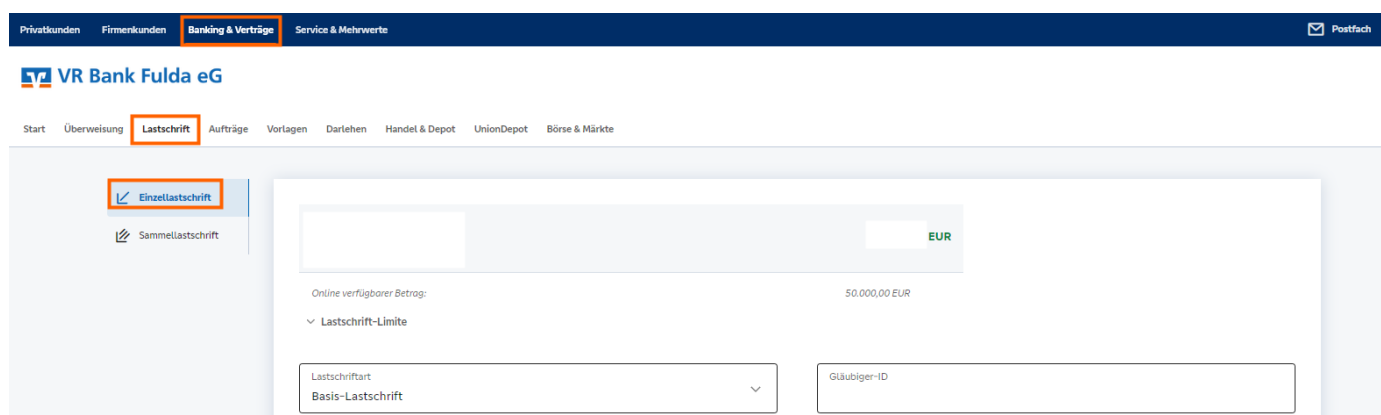 Privatkunden Firmenkunden Banking & Verträge Service & Mehrwerte Postfach
VR Bank Fulda eG
Start Überweisung Lastschrift Aufträge Vorlagen Darlehen Handel & Depot UnionDepot Börse & Märkte
Einzellastschrift
Sammellastschrift
EUR
Online verfügbarer Betrag: 50.000,00 EUR
Lastschrift-Limite
Lastschriftart
Basis-Lastschrift
Gläubiger-ID